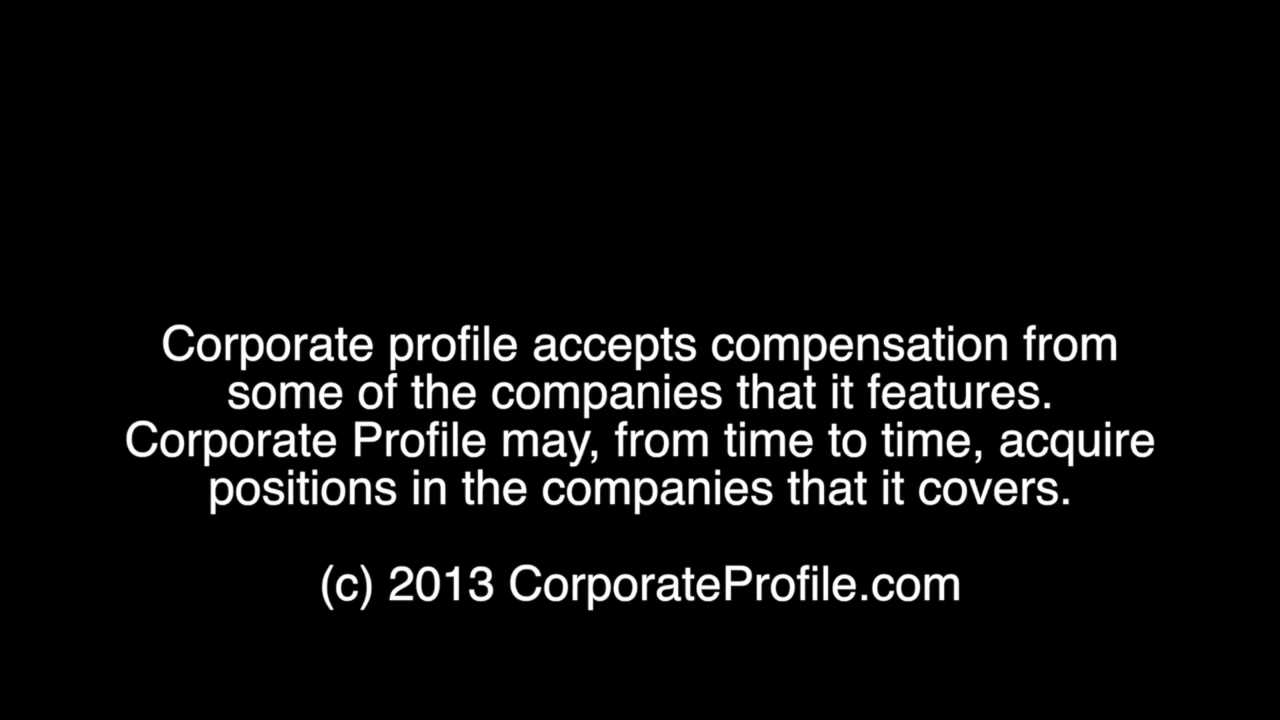 Corporate profile accepts compensation from
some of the companies that it features.
Corporate Profile may, from time to time, acquire
positions in the companies that it covers.
(c) 2013 CorporateProfile.com